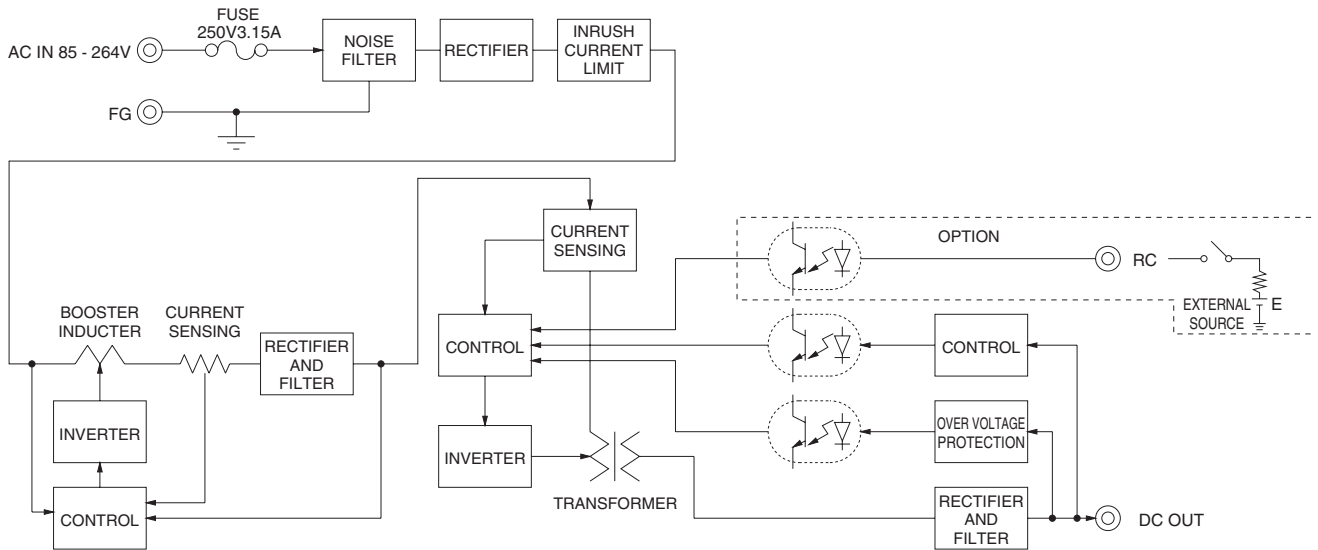 FUSE
250V3.15A
AC IN 85 - 264V
NOISE
FILTER
RECTIFIER
INRUSH
CURRENT
LIMIT
FG
CURRENT
SENSING
OPTION
RC
EXTERNAL
SOURCE
E
BOOSTER
INDUCTER
CURRENT
SENSING
RECTIFIER
AND
FILTER
CONTROL
CONTROL
INVERTER
INVERTER
OVER VOLTAGE
PROTECTION
TRANSFORMER
CONTROL
RECTIFIER
AND
FILTER
DC OUT